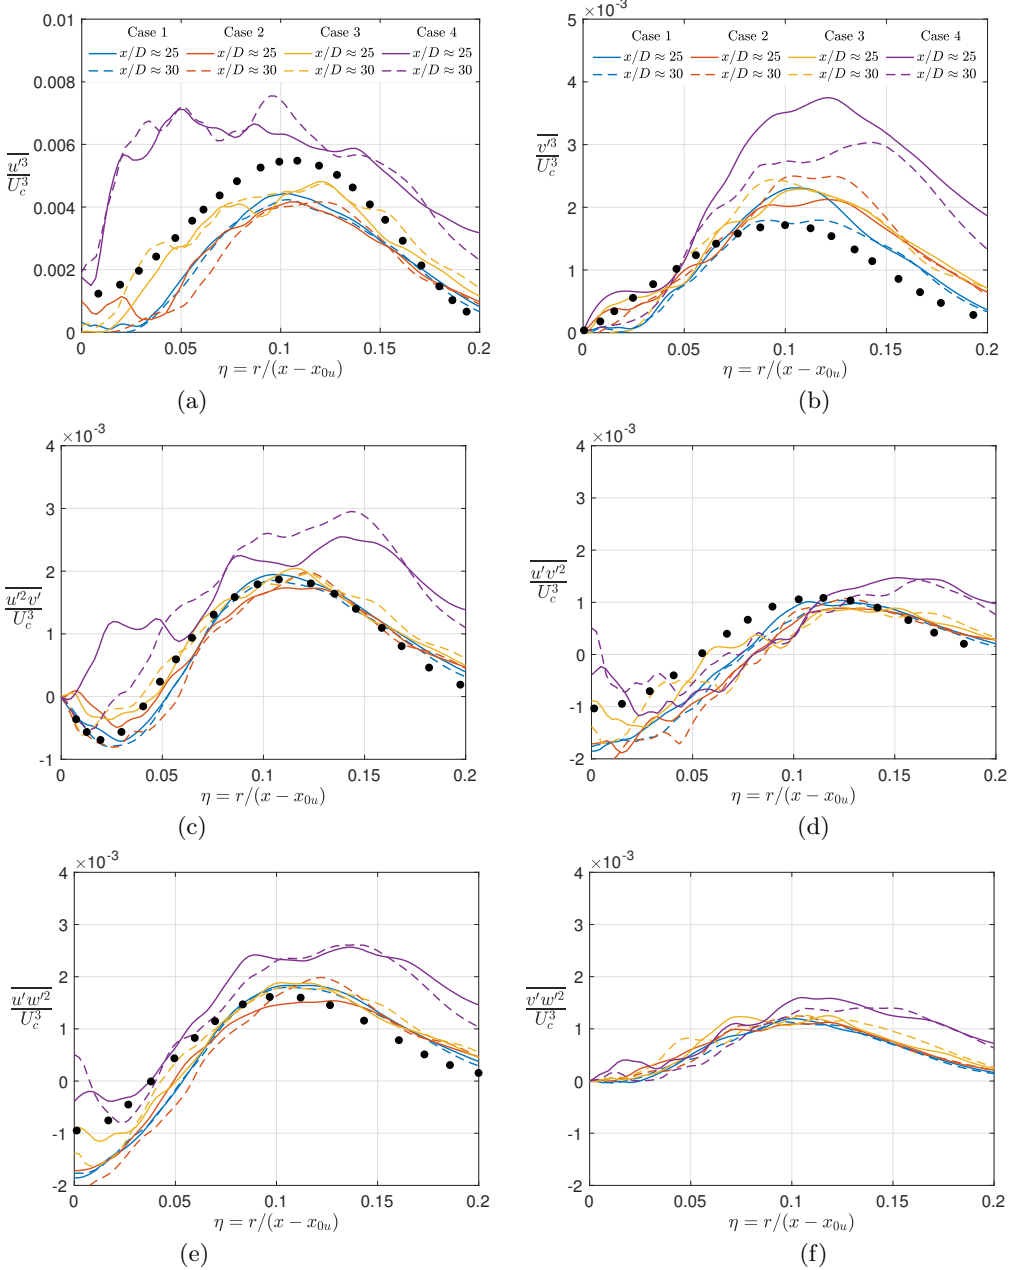 Case 1 Case 2 Case 3 Case 4
x/D ≈ 25 x/D ≈ 25 x/D ≈ 25 x/D ≈ 25
x/D ≈ 30 x/D ≈ 30 x/D ≈ 30 x/D ≈ 30
0.01
0.008
0.006
0.004
0.002
0
u'³/U_c³
0 0.05 0.1 0.15 0.2
η = r/(x − x₀ᵤ)
(a)
×10⁻³
Case 1 Case 2 Case 3 Case 4
x/D ≈ 25 x/D ≈ 25 x/D ≈ 25 x/D ≈ 25
x/D ≈ 30 x/D ≈ 30 x/D ≈ 30 x/D ≈ 30
5
4
3
2
1
0
v'³/U_c³
0 0.05 0.1 0.15 0.2
η = r/(x − x₀ᵤ)
(b)
×10⁻³
4
3
2
1
0
-1
u'²v'/U_c³
0 0.05 0.1 0.15 0.2
η = r/(x − x₀ᵤ)
(c)
×10⁻³
4
3
2
1
0
-1
-2
u'v'²/U_c³
0 0.05 0.1 0.15 0.2
η = r/(x − x₀ᵤ)
(d)
×10⁻³
4
3
2
1
0
-1
-2
u'w'²/U_c³
0 0.05 0.1 0.15 0.2
η = r/(x − x₀ᵤ)
(e)
×10⁻³
4
3
2
1
0
-1
-2
v'w'²/U_c³
0 0.05 0.1 0.15 0.2
η = r/(x − x₀ᵤ)
(f)